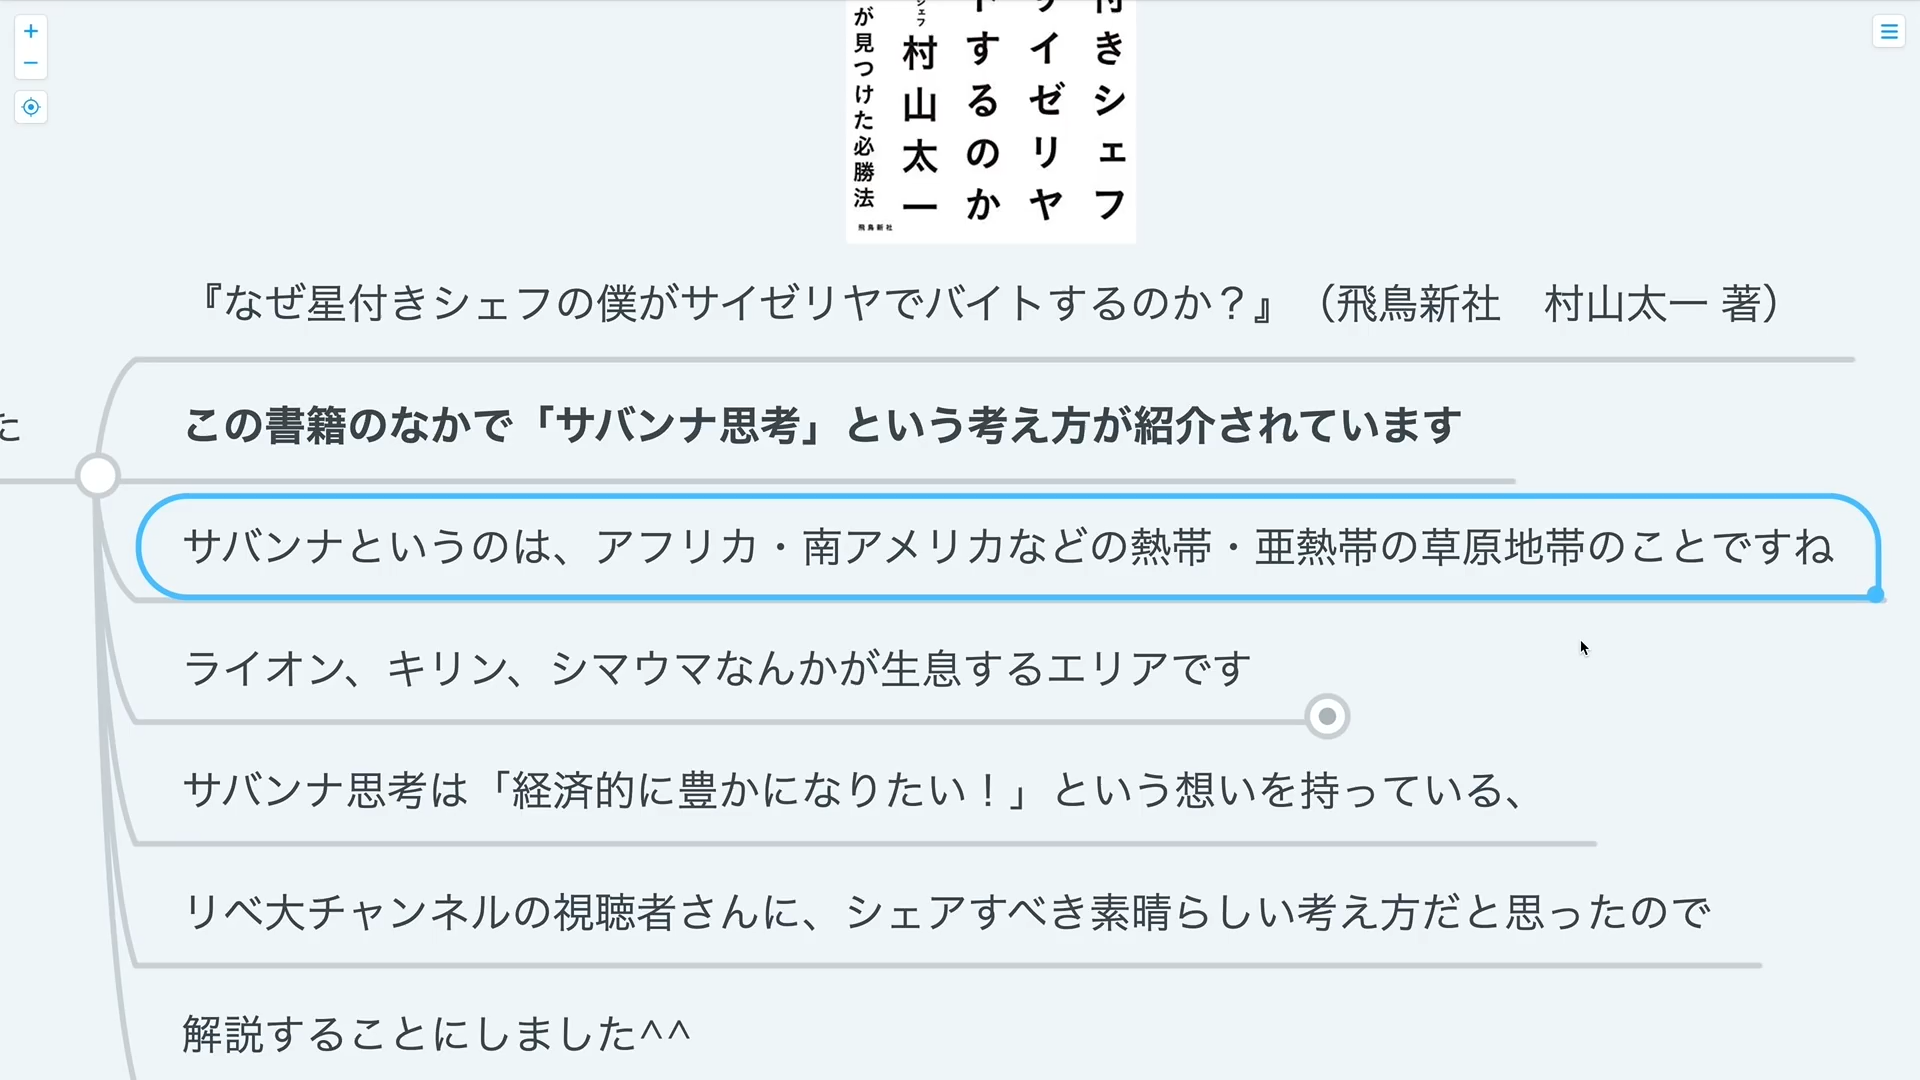 付きシェフ
サイゼリヤ
トするのか
シェフ
村山太一
が見つけた必勝法
飛鳥新社
『なぜ星付きシェフの僕がサイゼリヤでバイトするのか？』（飛鳥新社　村山太一 著）
た
この書籍のなかで「サバンナ思考」という考え方が紹介されています
サバンナというのは、アフリカ・南アメリカなどの熱帯・亜熱帯の草原地帯のことですね
ライオン、キリン、シマウマなんかが生息するエリアです
サバンナ思考は「経済的に豊かになりたい！」という想いを持っている、
リベ大チャンネルの視聴者さんに、シェアすべき素晴らしい考え方だと思ったので
解説することにしました^^